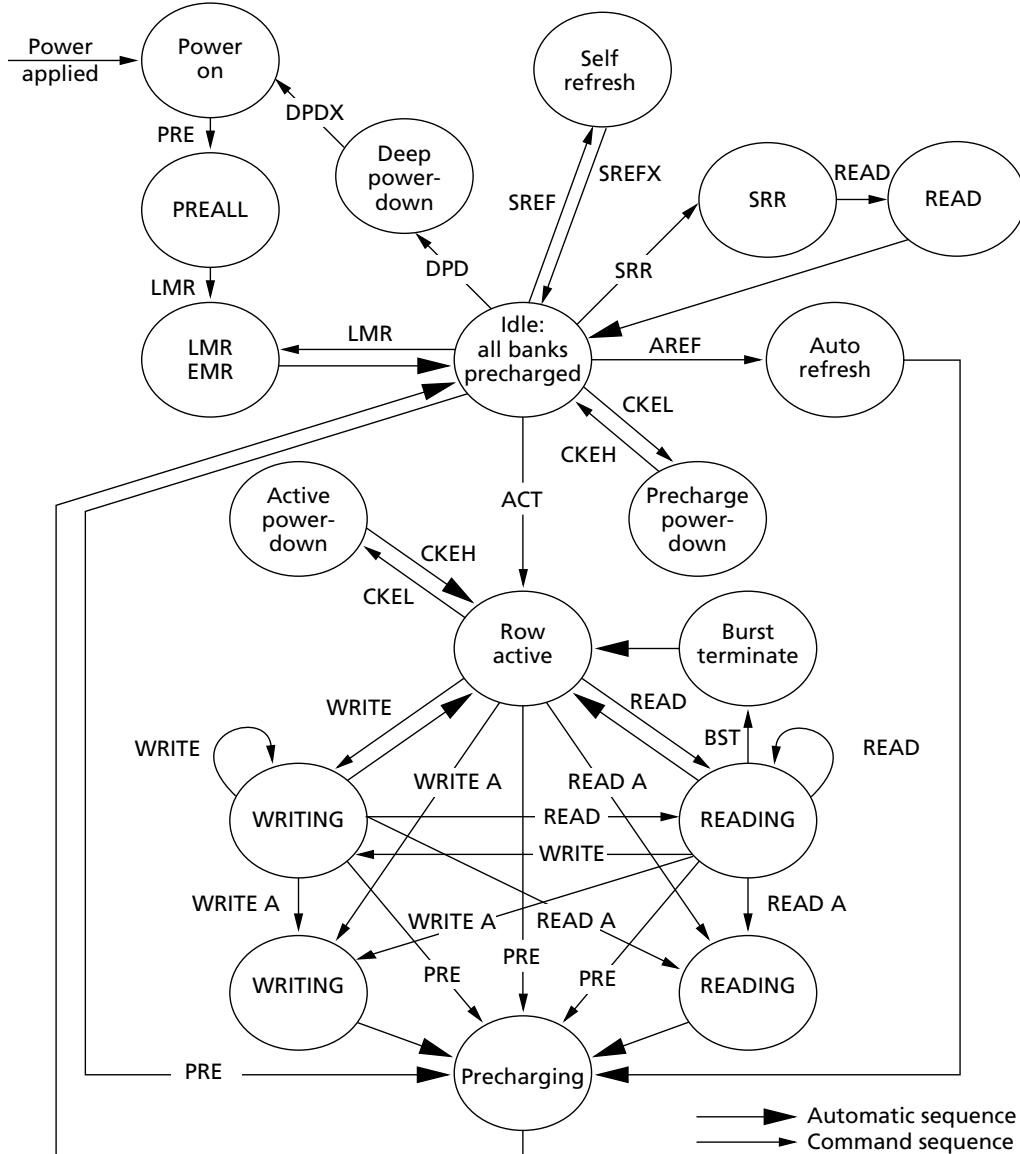 Power
applied
Power
on
Self
refresh
DPDX
PRE
Deep
power-
down
SREFX
READ
SREF
PREALL
SRR
READ
DPD
SRR
LMR
Idle:
all banks
precharged
LMR
LMR
EMR
AREF
Auto
refresh
CKEL
CKEH
Active
power-
down
ACT
Precharge
power-
down
CKEH
CKEL
Row
active
Burst
terminate
WRITE
READ
BST
WRITE
READ
WRITE A
READ A
WRITING
READ
READING
WRITE
WRITE A
WRITE A
READ A
READ A
PRE
PRE
PRE
WRITING
READING
PRE
Precharging
Automatic sequence
Command sequence